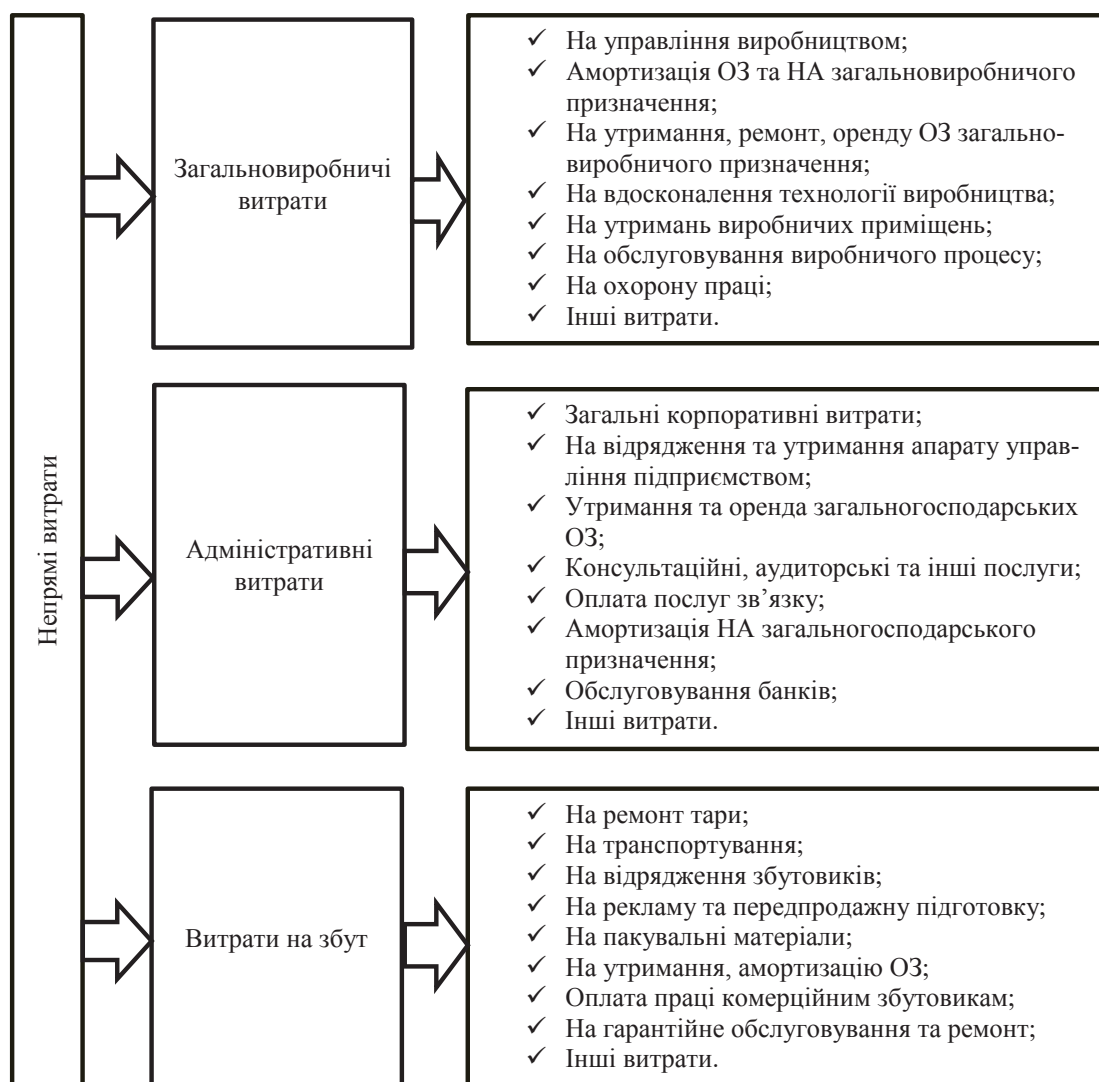 Непрямі витрати
Загальновиробничі
витрати
✓ На управління виробництвом;
✓ Амортизація ОЗ та НА загальновиробничого
призначення;
✓ На утримання, ремонт, оренду ОЗ загально-
виробничого призначення;
✓ На вдосконалення технології виробництва;
✓ На утримань виробничих приміщень;
✓ На обслуговування виробничого процесу;
✓ На охорону праці;
✓ Інші витрати.
Адміністративні
витрати
✓ Загальні корпоративні витрати;
✓ На відрядження та утримання апарату управ-
ління підприємством;
✓ Утримання та оренда загальногосподарських
ОЗ;
✓ Консультаційні, аудиторські та інші послуги;
✓ Оплата послуг зв’язку;
✓ Амортизація НА загальногосподарського
призначення;
✓ Обслуговування банків;
✓ Інші витрати.
Витрати на збут
✓ На ремонт тари;
✓ На транспортування;
✓ На відрядження збутовиків;
✓ На рекламу та передпродажну підготовку;
✓ На пакувальні матеріали;
✓ На утримання, амортизацію ОЗ;
✓ Оплата праці комерційним збутовикам;
✓ На гарантійне обслуговування та ремонт;
✓ Інші витрати.